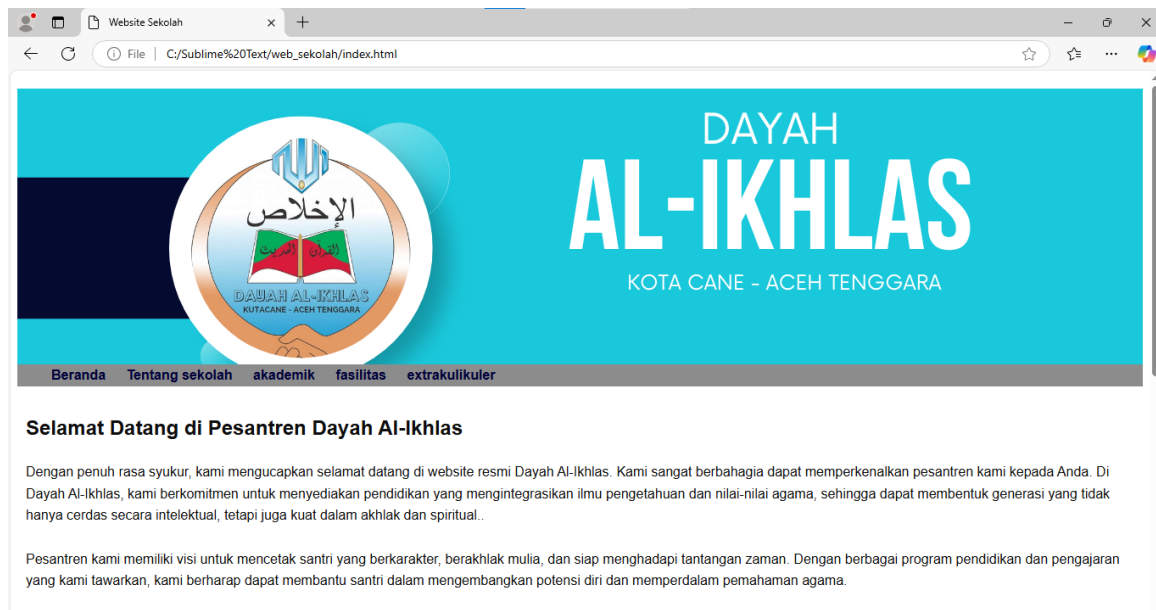 Website Sekolah
File
C:/Sublime%20Text/web_sekolah/index.html
DAYAH
AL-IKHLAS
KOTA CANE - ACEH TENGGARA
الإخلاص
القرآن الحديث
DAYAH AL-IKHLAS
KUTACANE - ACEH TENGGARA
Beranda Tentang sekolah akademik fasilitas extrakulikuler
Selamat Datang di Pesantren Dayah Al-Ikhlas
Dengan penuh rasa syukur, kami mengucapkan selamat datang di website resmi Dayah Al-Ikhlas. Kami sangat berbahagia dapat memperkenalkan pesantren kami kepada Anda. Di
Dayah Al-Ikhlas, kami berkomitmen untuk menyediakan pendidikan yang mengintegrasikan ilmu pengetahuan dan nilai-nilai agama, sehingga dapat membentuk generasi yang tidak
hanya cerdas secara intelektual, tetapi juga kuat dalam akhlak dan spiritual..
Pesantren kami memiliki visi untuk mencetak santri yang berkarakter, berakhlak mulia, dan siap menghadapi tantangan zaman. Dengan berbagai program pendidikan dan pengajaran
yang kami tawarkan, kami berharap dapat membantu santri dalam mengembangkan potensi diri dan memperdalam pemahaman agama.